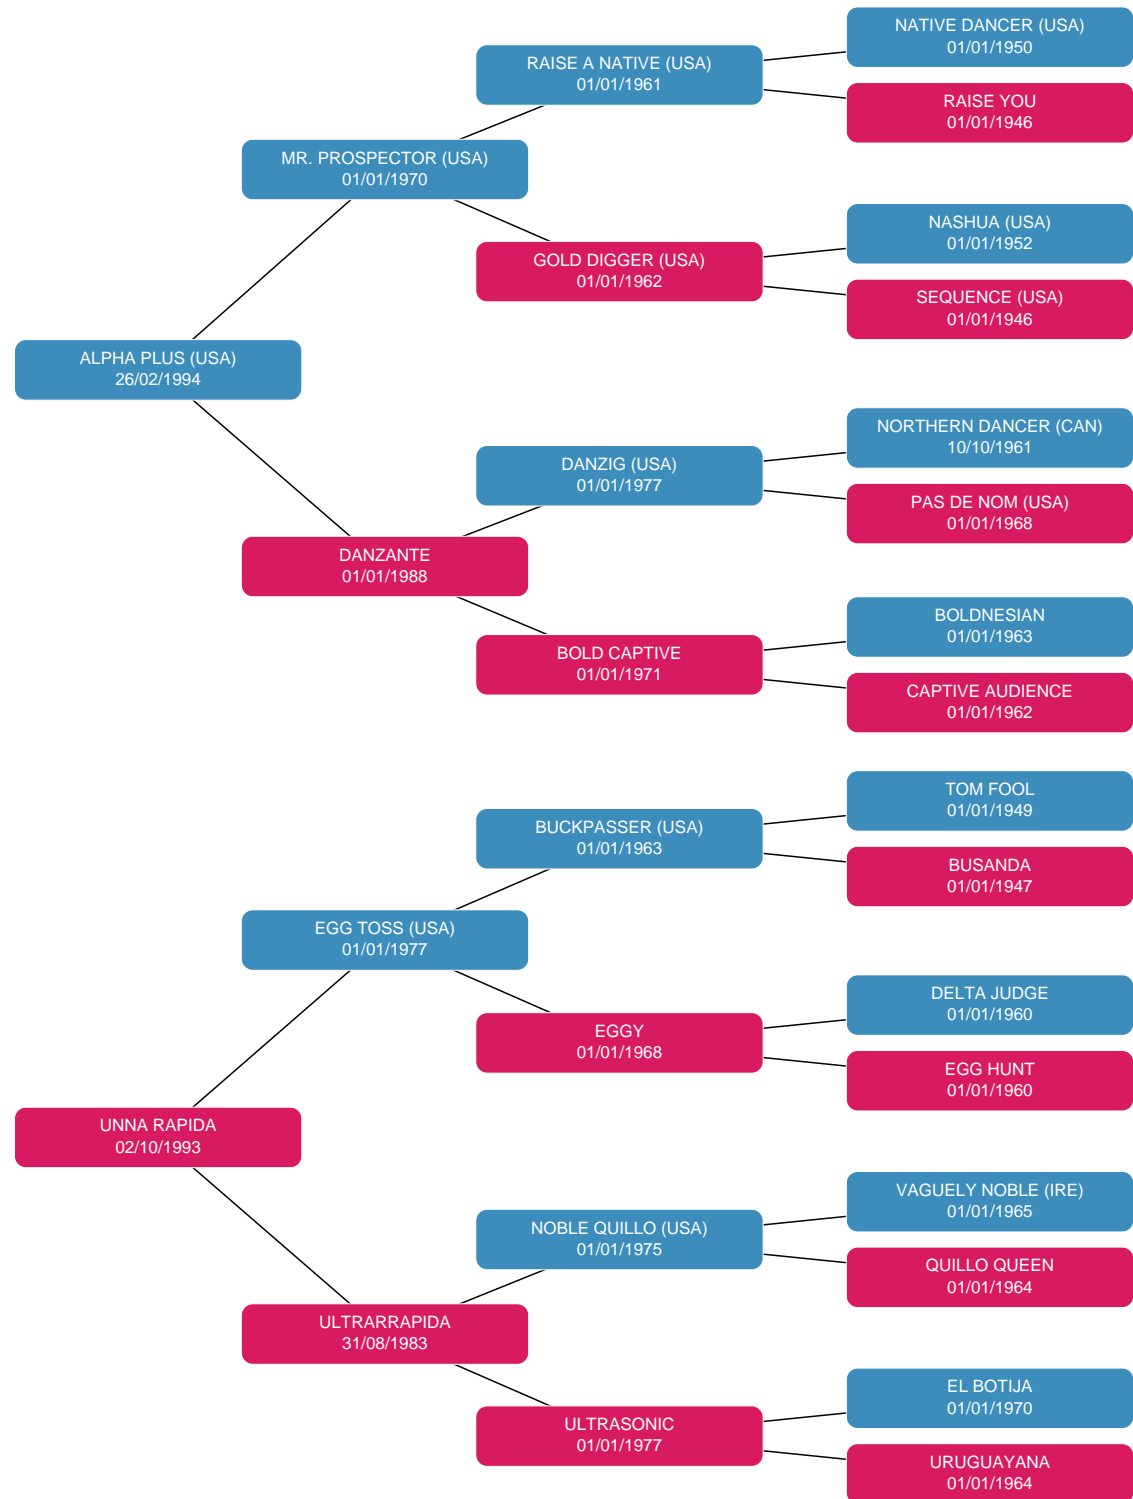 NATIVE DANCER (USA)
01/01/1950
RAISE A NATIVE (USA)
01/01/1961
RAISE YOU
01/01/1946
MR. PROSPECTOR (USA)
01/01/1970
NASHUA (USA)
01/01/1952
GOLD DIGGER (USA)
01/01/1962
SEQUENCE (USA)
01/01/1946
ALPHA PLUS (USA)
26/02/1994
NORTHERN DANCER (CAN)
10/10/1961
DANZIG (USA)
01/01/1977
PAS DE NOM (USA)
01/01/1968
DANZANTE
01/01/1988
BOLDNESIAN
01/01/1963
BOLD CAPTIVE
01/01/1971
CAPTIVE AUDIENCE
01/01/1962
TOM FOOL
01/01/1949
BUCKPASSER (USA)
01/01/1963
BUSANDA
01/01/1947
EGG TOSS (USA)
01/01/1977
DELTA JUDGE
01/01/1960
EGGY
01/01/1968
EGG HUNT
01/01/1960
UNNA RAPIDA
02/10/1993
VAGUELY NOBLE (IRE)
01/01/1965
NOBLE QUILLO (USA)
01/01/1975
QUILLO QUEEN
01/01/1964
ULTRARRAPIDA
31/08/1983
EL BOTIJA
01/01/1970
ULTRASONIC
01/01/1977
URUGUAYANA
01/01/1964